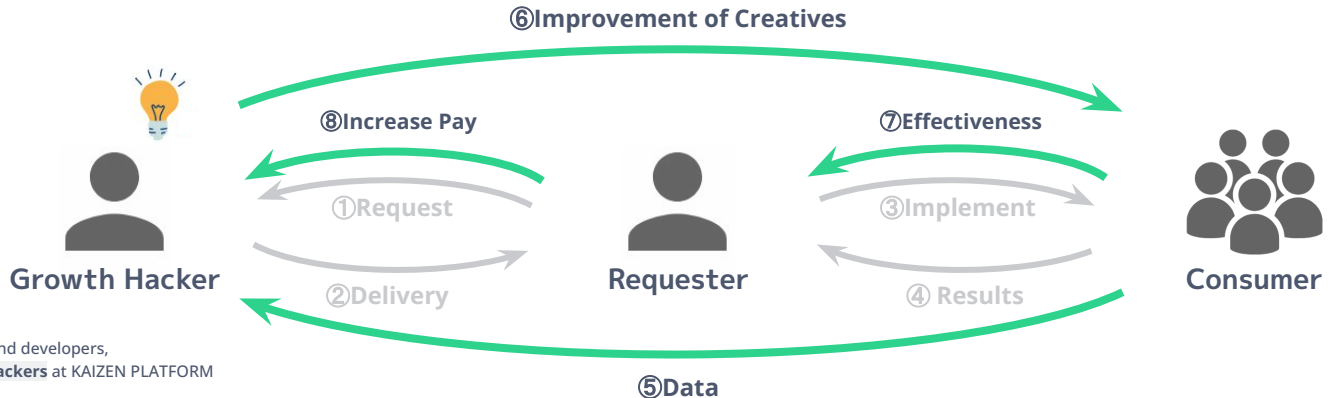 ⑥Improvement of Creatives
⑧Increase Pay
⑦Effectiveness
①Request
③Implement
Growth Hacker
Requester
Consumer
②Delivery
④ Results
nd developers,
ackers at KAIZEN PLATFORM
⑤Data